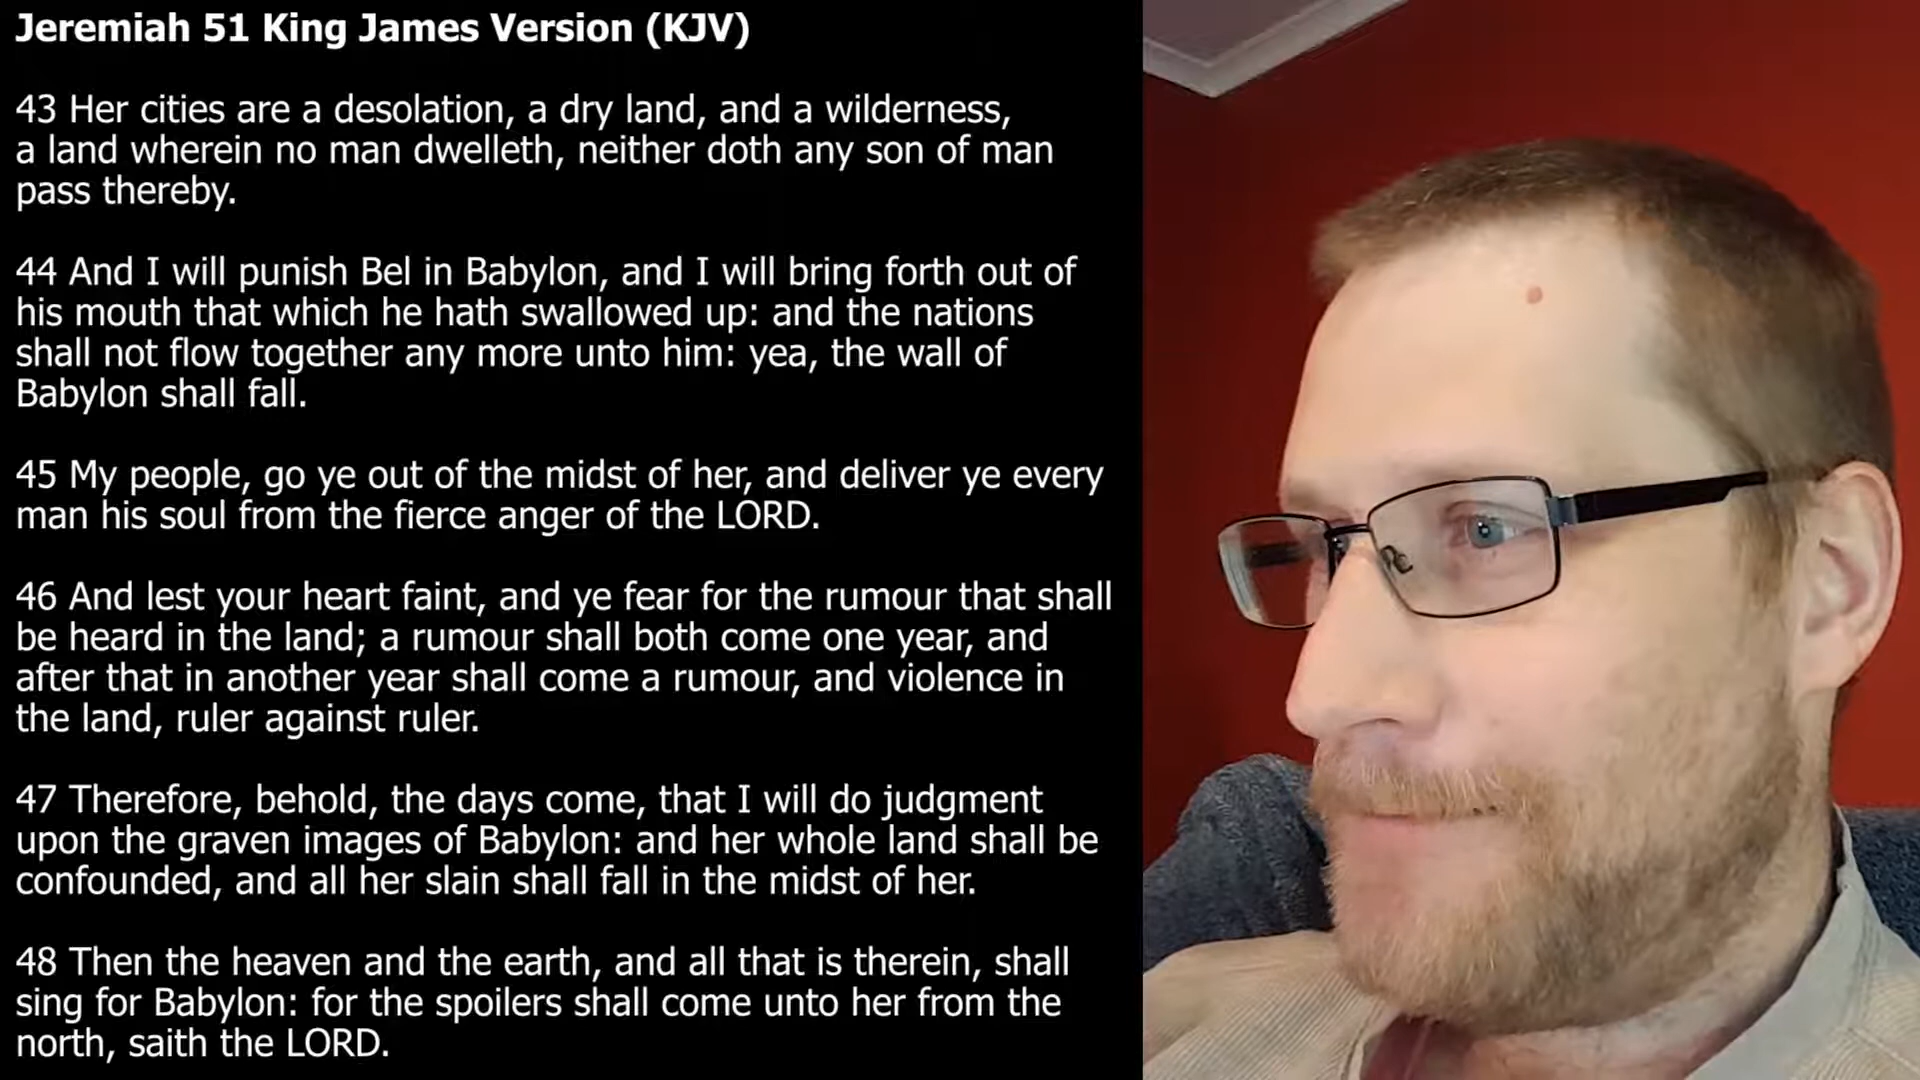 Jeremiah 51 King James Version (KJV)
43 Her cities are a desolation, a dry land, and a wilderness,
a land wherein no man dwelleth, neither doth any son of man
pass thereby.
44 And I will punish Bel in Babylon, and I will bring forth out of
his mouth that which he hath swallowed up: and the nations
shall not flow together any more unto him: yea, the wall of
Babylon shall fall.
45 My people, go ye out of the midst of her, and deliver ye every
man his soul from the fierce anger of the LORD.
46 And lest your heart faint, and ye fear for the rumour that shall
be heard in the land; a rumour shall both come one year, and
after that in another year shall come a rumour, and violence in
the land, ruler against ruler.
47 Therefore, behold, the days come, that I will do judgment
upon the graven images of Babylon: and her whole land shall be
confounded, and all her slain shall fall in the midst of her.
48 Then the heaven and the earth, and all that is therein, shall
sing for Babylon: for the spoilers shall come unto her from the
north, saith the LORD.